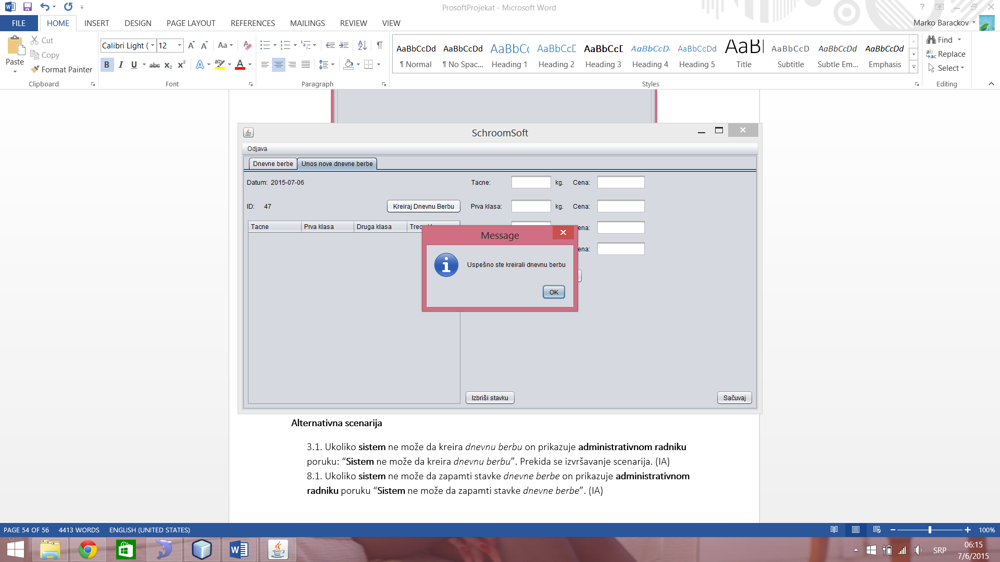 ProsoftProjekat - Microsoft Word
FILE HOME INSERT DESIGN PAGE LAYOUT REFERENCES MAILINGS REVIEW VIEW
Marko Barackov
Paste
Cut
Copy
Format Painter
Clipboard
Calibri Light ( 12
Font
Paragraph
AaBbCcDd AaBbCcDd AaBbCc AaBbCcD AaBbCcD AaBbCcD AaBbCcDd AaB AaBbCcD AaBbCcDd AaBbCcDd
¶ Normal ¶ No Spac... Heading 1 Heading 2 Heading 3 Heading 4 Heading 5 Title Subtitle Subtle Em... Emphasis
Styles
Find
Replace
Select
Editing
SchroomSoft
Odjava
Dnevne berbe Unos nove dnevne berbe
Datum: 2015-07-06 Tacne: kg. Cena:
ID: 47 Kreiraj Dnevnu Berbu Prva klasa: kg. Cena:
Tacne Prva klasa Druga klasa
Message
Uspešno ste kreirali dnevnu berbu
OK
Izbriši stavku Sačuvaj
Alternativna scenarija
3.1. Ukoliko sistem ne može da kreira dnevnu berbu on prikazuje administrativnom radniku
poruku: “Sistem ne može da kreira dnevnu berbu”. Prekida se izvršavanje scenarija. (IA)
8.1. Ukoliko sistem ne može da zapamti stavke dnevne berbe on prikazuje administrativnom
radniku poruku “Sistem ne može da zapamti stavke dnevne berbe”. (IA)
PAGE 54 OF 56 4413 WORDS ENGLISH (UNITED STATES) 100%
SRP
06:15
7/6/2015